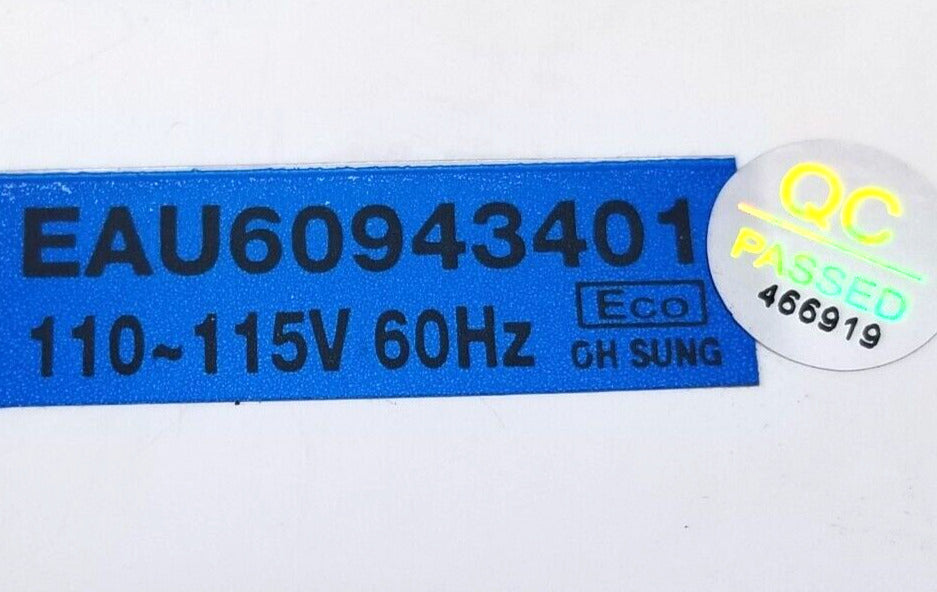 EAU60943401
110~115V 60Hz
Eco
OH SUNG
QC
PASSED
466919